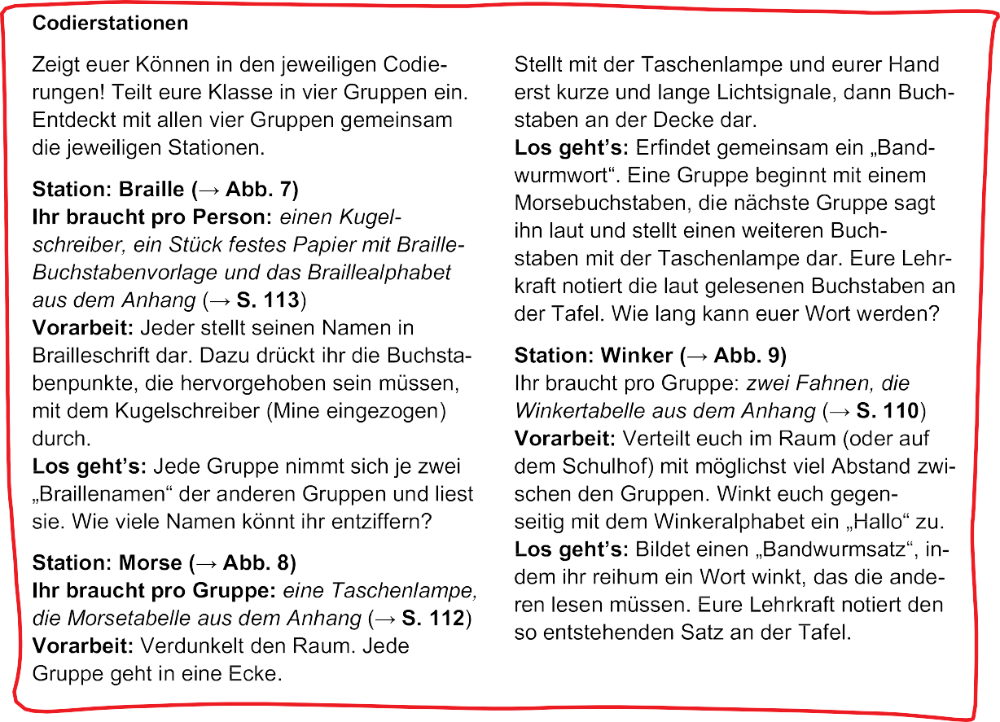 Codierstationen
Zeigt euer Können in den jeweiligen Codie-
rungen! Teilt eure Klasse in vier Gruppen ein.
Entdeckt mit allen vier Gruppen gemeinsam
die jeweiligen Stationen.
Station: Braille (→ Abb. 7)
Ihr braucht pro Person: einen Kugel-
schreiber, ein Stück festes Papier mit Braille-
Buchstabenvorlage und das Braillealphabet
aus dem Anhang (→ S. 113)
Vorarbeit: Jeder stellt seinen Namen in
Brailleschrift dar. Dazu drückt ihr die Buchsta-
benpunkte, die hervorgehoben sein müssen,
mit dem Kugelschreiber (Mine eingezogen)
durch.
Los geht’s: Jede Gruppe nimmt sich je zwei
„Braillenamen“ der anderen Gruppen und liest
sie. Wie viele Namen könnt ihr entziffern?
Station: Morse (→ Abb. 8)
Ihr braucht pro Gruppe: eine Taschenlampe,
die Morsetabelle aus dem Anhang (→ S. 112)
Vorarbeit: Verdunkelt den Raum. Jede
Gruppe geht in eine Ecke.
Stellt mit der Taschenlampe und eurer Hand
erst kurze und lange Lichtsignale, dann Buch-
staben an der Decke dar.
Los geht’s: Erfindet gemeinsam ein „Band-
wurmwort“. Eine Gruppe beginnt mit einem
Morsebuchstaben, die nächste Gruppe sagt
ihn laut und stellt einen weiteren Buch-
staben mit der Taschenlampe dar. Eure Lehr-
kraft notiert die laut gelesenen Buchstaben an
der Tafel. Wie lang kann euer Wort werden?
Station: Winker (→ Abb. 9)
Ihr braucht pro Gruppe: zwei Fahnen, die
Winkertabelle aus dem Anhang (→ S. 110)
Vorarbeit: Verteilt euch im Raum (oder auf
dem Schulhof) mit möglichst viel Abstand zwi-
schen den Gruppen. Winkt euch gegen-
seitig mit dem Winkeralphabet ein „Hallo“ zu.
Los geht’s: Bildet einen „Bandwurmsatz“, in-
dem ihr reihum ein Wort winkt, das die ande-
ren lesen müssen. Eure Lehrkraft notiert den
so entstehenden Satz an der Tafel.